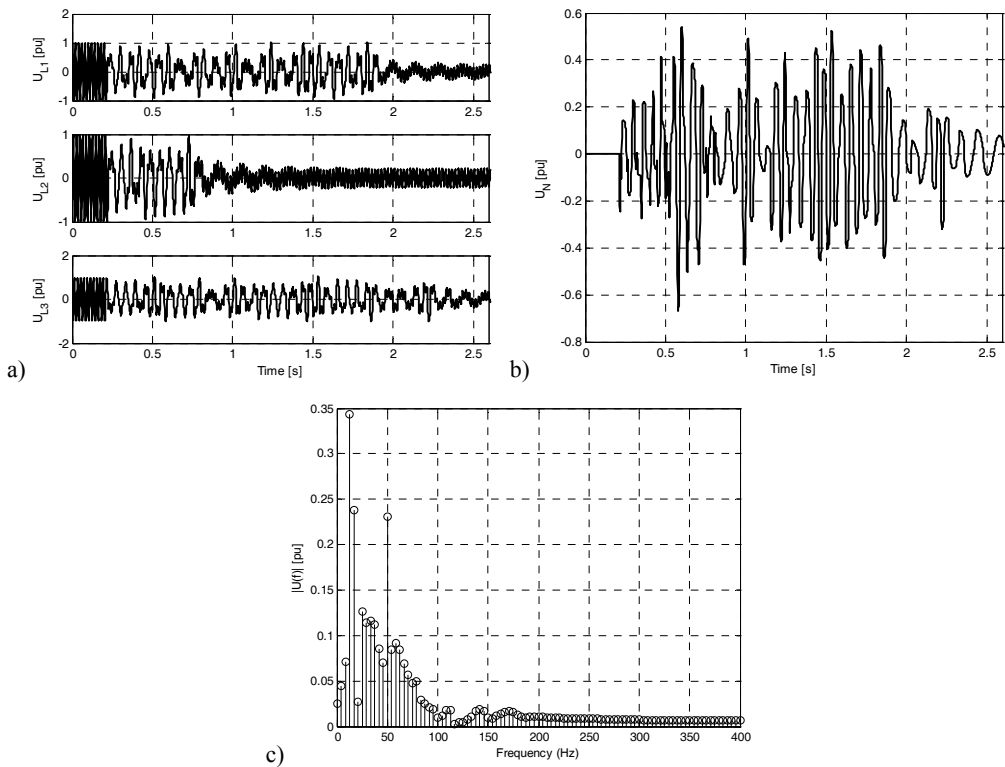 2
1
0
-1
U_L1 [pu]
0 0.5 1 1.5 2 2.5
1
0
-1
U_L2 [pu]
0 0.5 1 1.5 2 2.5
2
0
-2
U_L3 [pu]
0 0.5 1 1.5 2 2.5
Time [s]
a)
0.6
0.4
0.2
0
-0.2
-0.4
-0.6
-0.8
U_N [pu]
0 0.5 1 1.5 2 2.5
Time [s]
b)
0.35
0.3
0.25
0.2
0.15
0.1
0.05
0
|U(f)| [pu]
0 50 100 150 200 250 300 350 400
Frequency (Hz)
c)